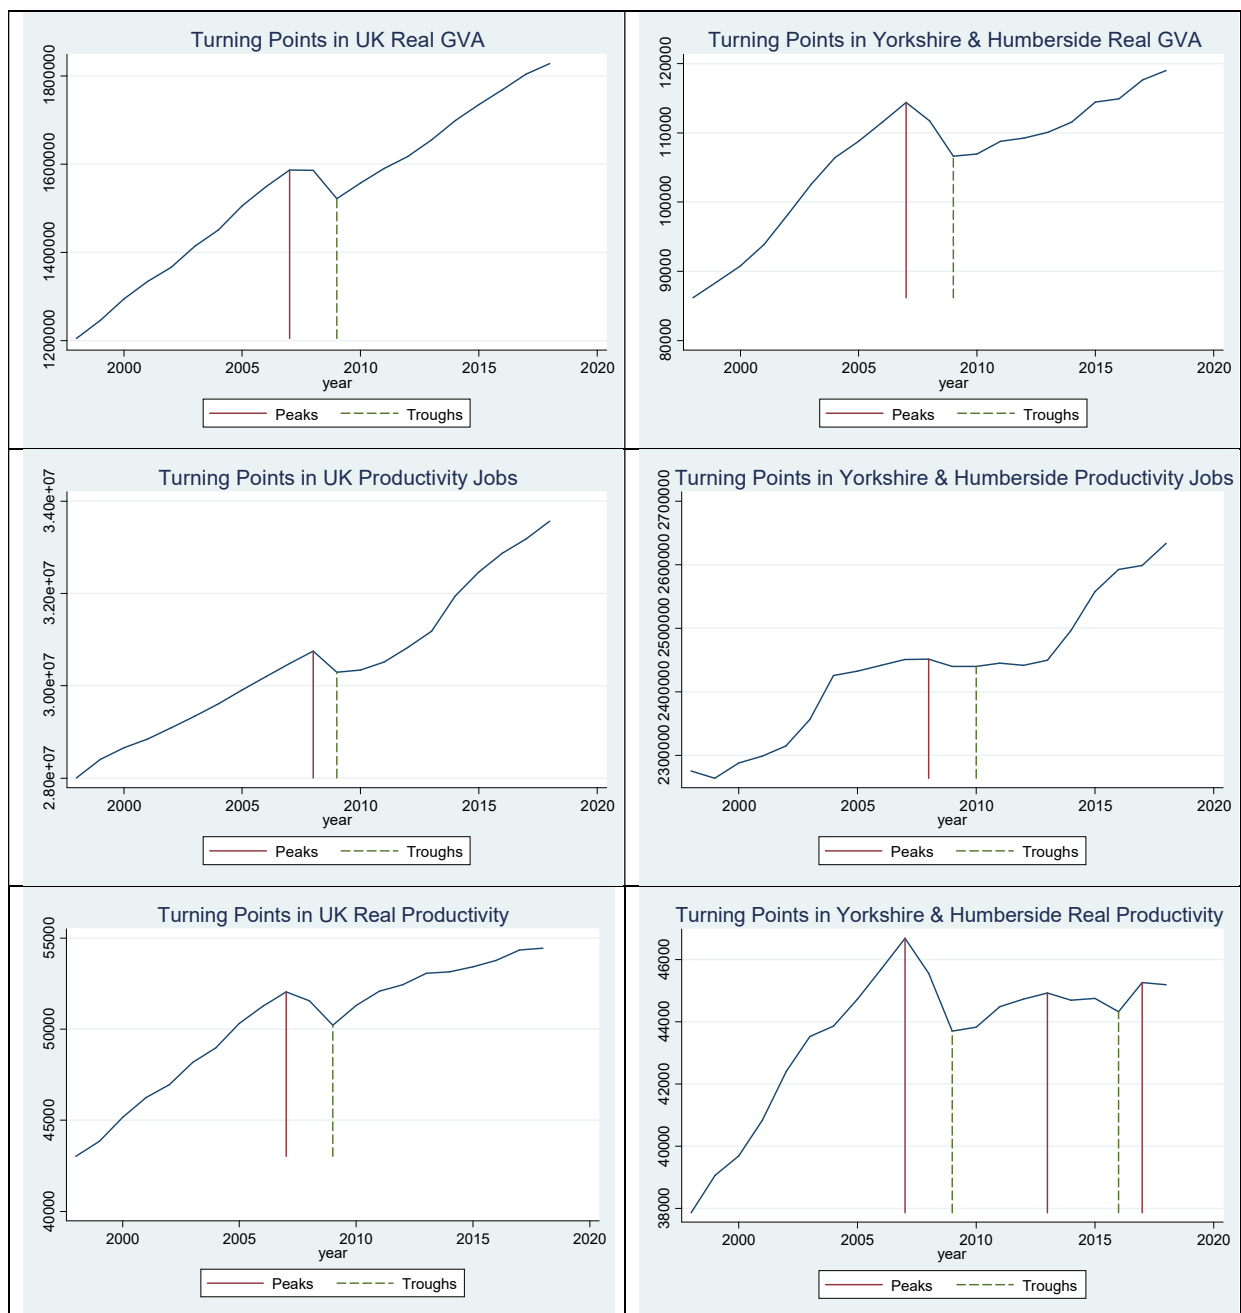 Turning Points in UK Real GVA
1800000
1600000
1400000
1200000
2000 2005 2010 2015 2020
year
Peaks Troughs
Turning Points in Yorkshire & Humberside Real GVA
120000
110000
100000
90000
80000
2000 2005 2010 2015 2020
year
Peaks Troughs
Turning Points in UK Productivity Jobs
3.40e+07
3.20e+07
3.00e+07
2.80e+07
2000 2005 2010 2015 2020
year
Peaks Troughs
Turning Points in Yorkshire & Humberside Productivity Jobs
2700000
2600000
2500000
2400000
2300000
2000 2005 2010 2015 2020
year
Peaks Troughs
Turning Points in UK Real Productivity
55000
50000
45000
40000
2000 2005 2010 2015 2020
year
Peaks Troughs
Turning Points in Yorkshire & Humberside Real Productivity
46000
44000
42000
40000
38000
2000 2005 2010 2015 2020
year
Peaks Troughs